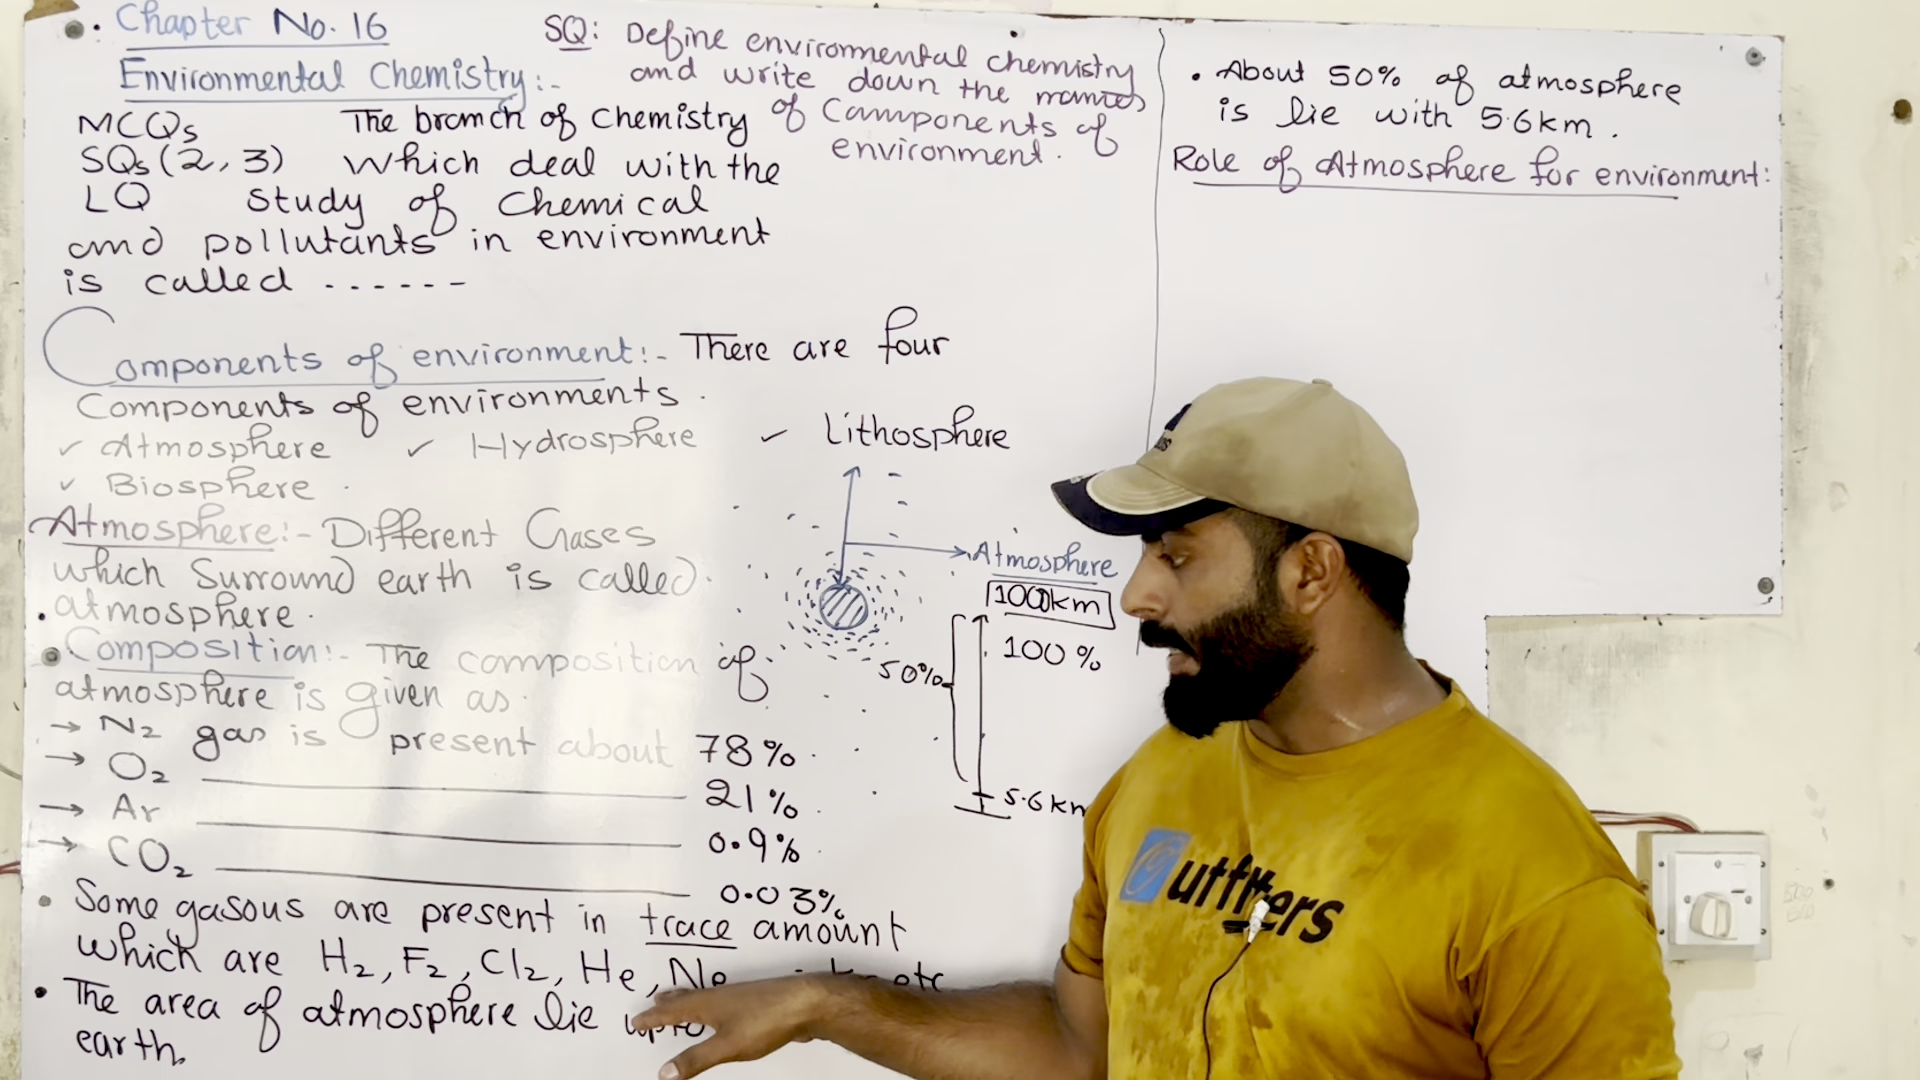 Chapter No. 16
Environmental Chemistry:-
SQ: Define environmental chemistry
and write down the names
of Components of
environment.
MCQs
SQs (2, 3)
LQ
The branch of Chemistry
which deal with the
study of Chemical
and pollutants in environment
is called ------
Components of environment:- There are four
Components of environments.
✓ Atmosphere ✓ Hydrosphere ✓ Lithosphere
✓ Biosphere.
Atmosphere:- Different Gases
which Surround earth is called
atmosphere.
• Composition:- The composition of
atmosphere is given as
→ N₂ gas is present about 78%.
→ O₂ 21%.
→ Ar 0.9%.
→ CO₂ 0.03%.
• Some gasous are present in trace amount
which are H₂, F₂, Cl₂, He, Ne etc
• The area of atmosphere lie upto
earth.
Atmosphere
1000km
100%
50%
5.6km
• About 50% of atmosphere
is lie with 5.6km.
Role of Atmosphere for environment:
Outfitters